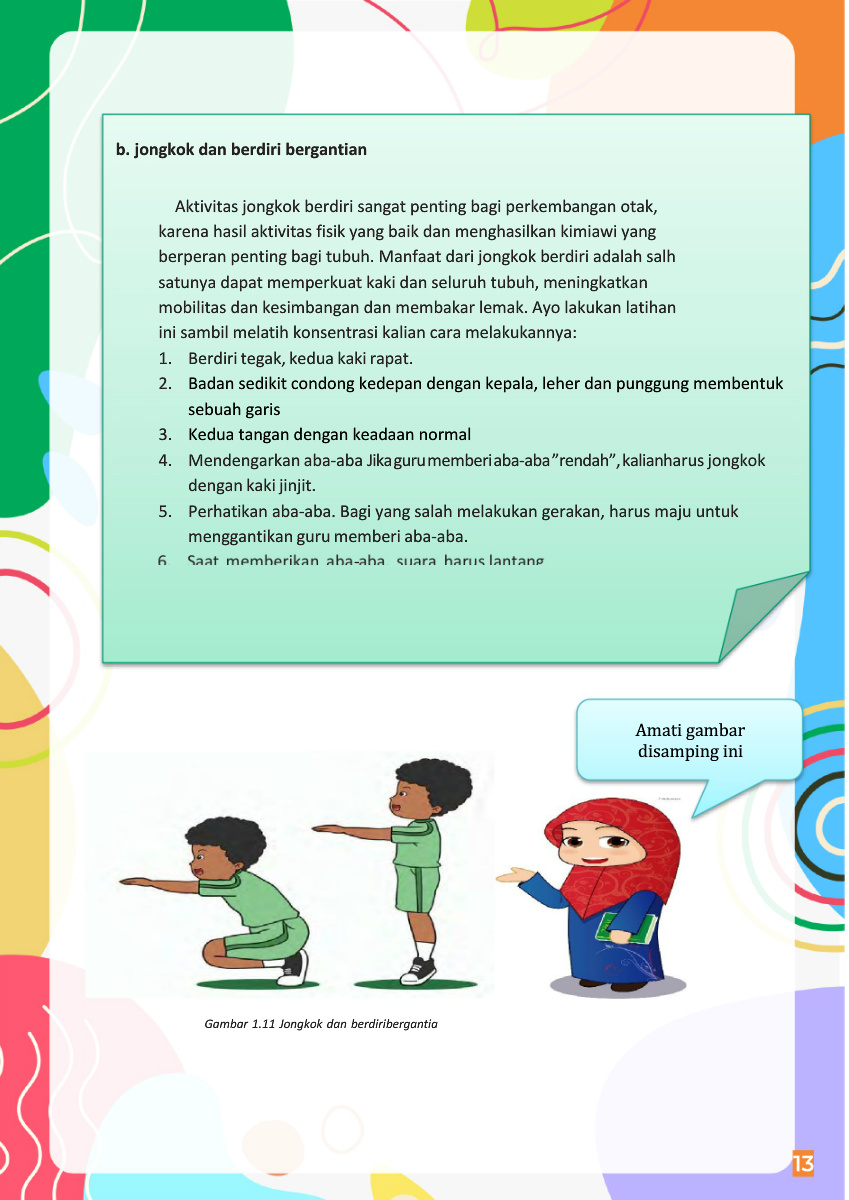 b. jongkok dan berdiri bergantian
Aktivitas jongkok berdiri sangat penting bagi perkembangan otak,
karena hasil aktivitas fisik yang baik dan menghasilkan kimiawi yang
berperan penting bagi tubuh. Manfaat dari jongkok berdiri adalah salh
satunya dapat memperkuat kaki dan seluruh tubuh, meningkatkan
mobilitas dan kesimbangan dan membakar lemak. Ayo lakukan latihan
ini sambil melatih konsentrasi kalian cara melakukannya:
1. Berdiri tegak, kedua kaki rapat.
2. Badan sedikit condong kedepan dengan kepala, leher dan punggung membentuk
sebuah garis
3. Kedua tangan dengan keadaan normal
4. Mendengarkan aba-aba Jikagurumemberiaba-aba”rendah”,kalianharus jongkok
dengan kaki jinjit.
5. Perhatikan aba-aba. Bagi yang salah melakukan gerakan, harus maju untuk
menggantikan guru memberi aba-aba.
6. Saat memberikan aba-aba, suara harus lantang
Amati gambar
disamping ini
Gambar 1.11 Jongkok dan berdiribergantia
13